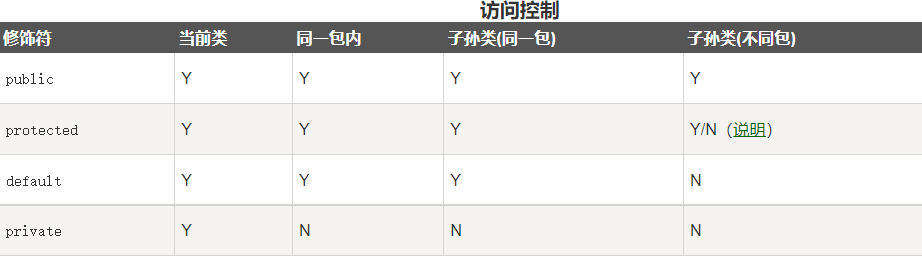 访问控制
修饰符 当前类 同一包内 子孙类(同一包) 子孙类(不同包)
public Y Y Y Y
protected Y Y Y Y/N（说明）
default Y Y Y N
private Y N N N